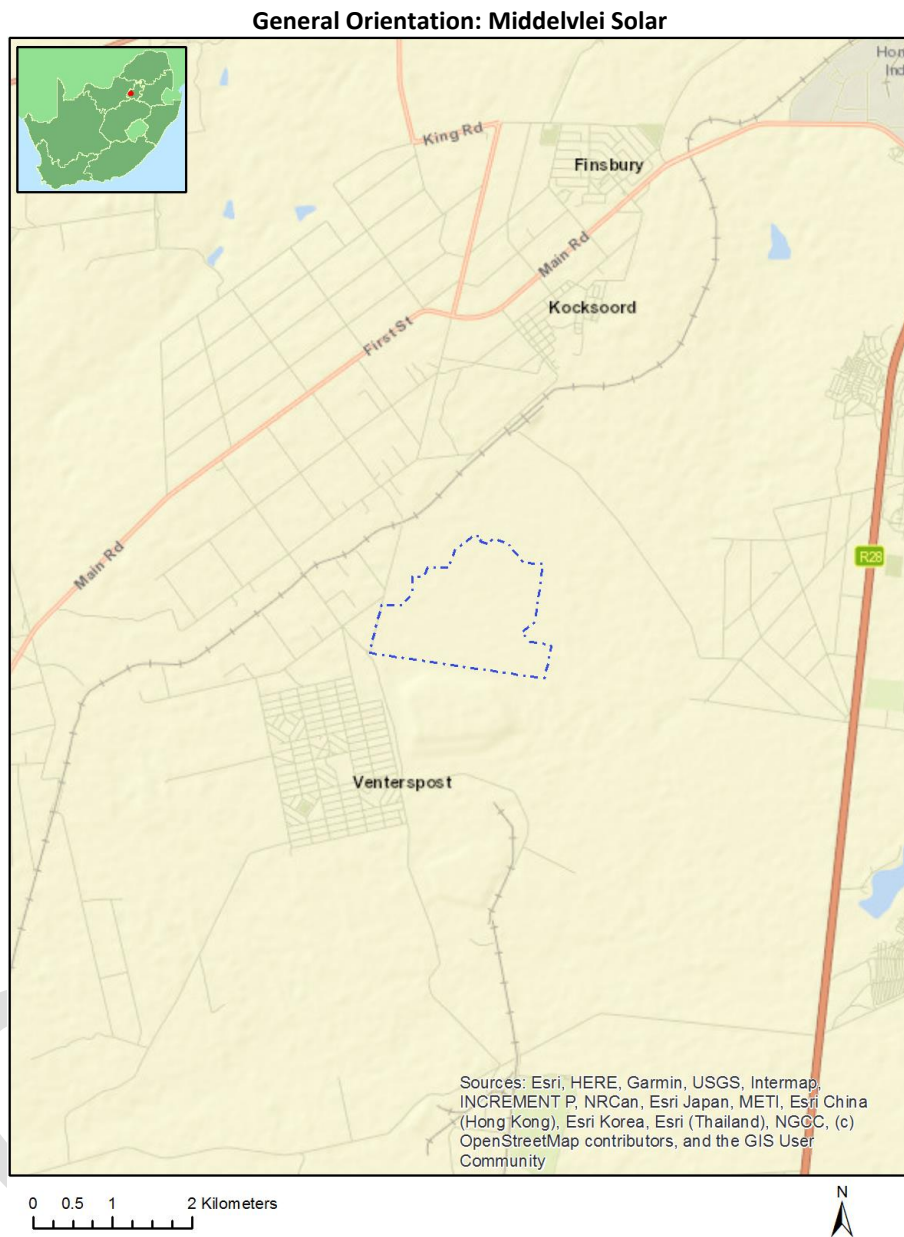 General Orientation: Middelvlei Solar
King Rd
Finsbury
Main Rd
Kocksoord
First St
R28
Main Rd
Venterspost
Sources: Esri, HERE, Garmin, USGS, Intermap,
INCREMENT P, NRCan, Esri Japan, METI, Esri China
(Hong Kong), Esri Korea, Esri (Thailand), NGCC, (c)
OpenStreetMap contributors, and the GIS User
Community
0 0.5 1 2 Kilometers
N